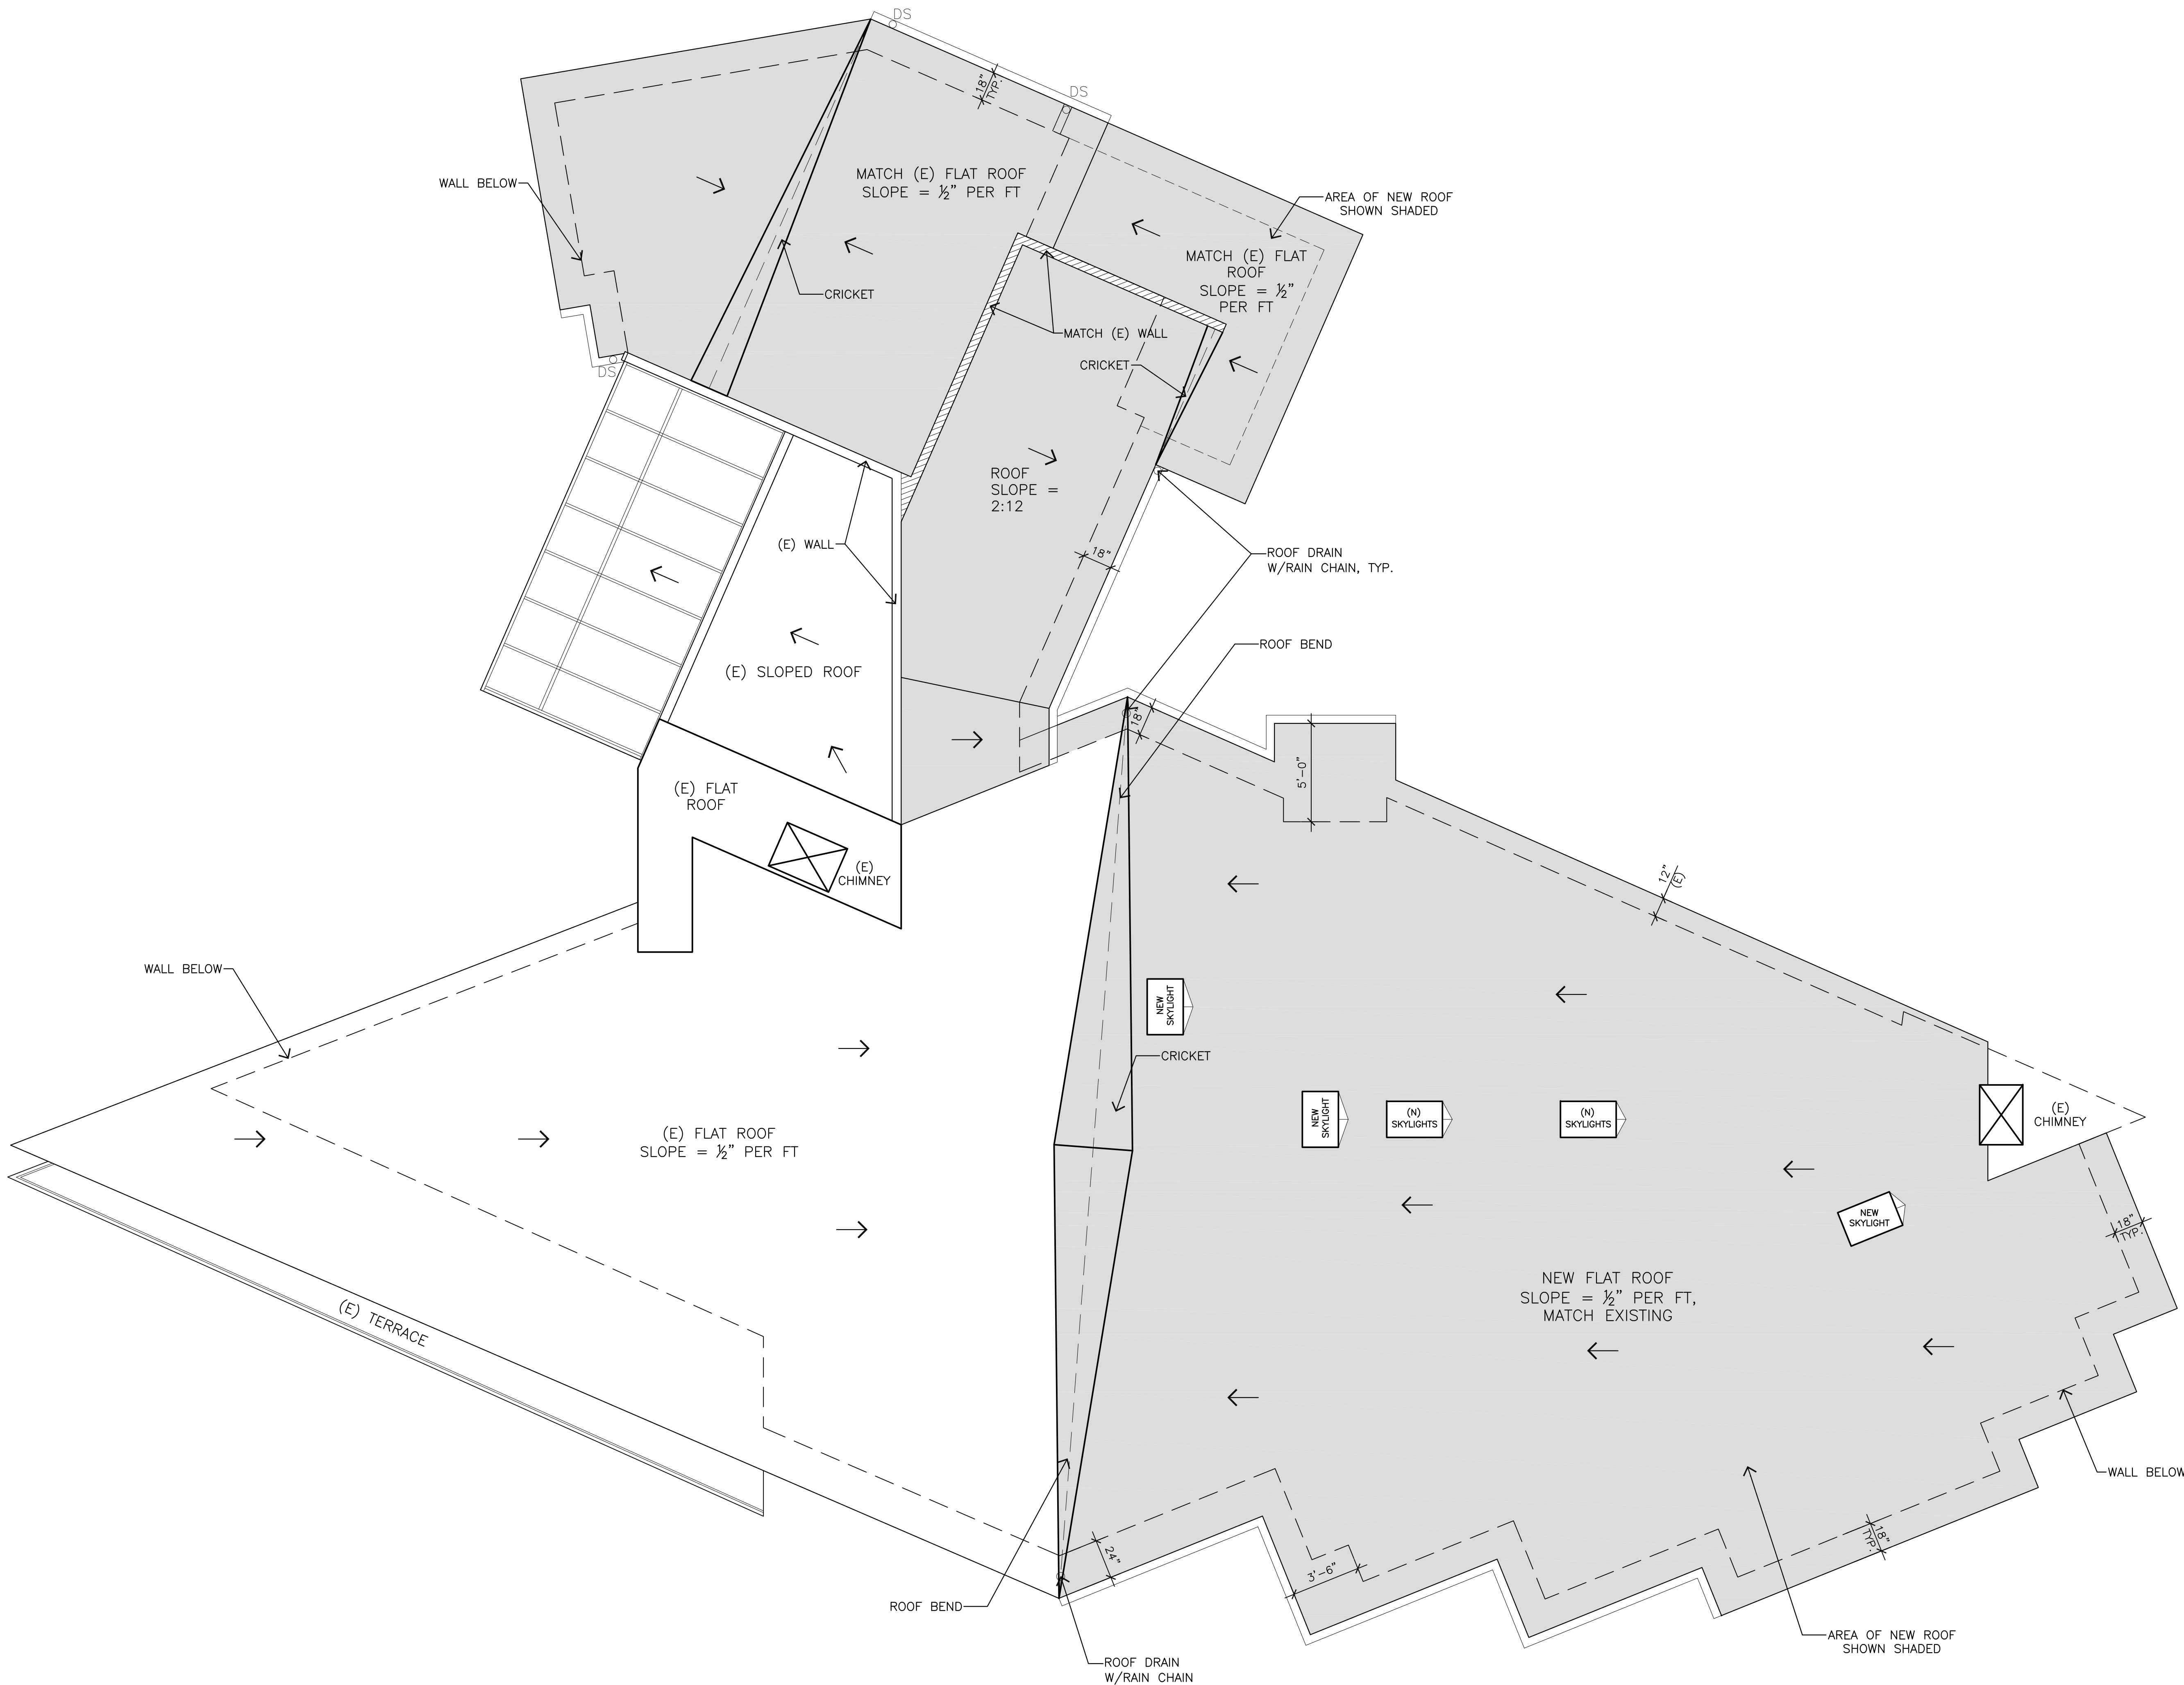 DS
DS
18"
TYP.
MATCH (E) FLAT ROOF
SLOPE = ½" PER FT
WALL BELOW
AREA OF NEW ROOF
SHOWN SHADED
MATCH (E) FLAT
ROOF
SLOPE = ½"
PER FT
CRICKET
MATCH (E) WALL
CRICKET
DS
ROOF
SLOPE =
2:12
(E) WALL
18"
ROOF DRAIN
W/RAIN CHAIN, TYP.
ROOF BEND
(E) SLOPED ROOF
18"
5'-0"
(E) FLAT
ROOF
(E)
CHIMNEY
12"
(E)
WALL BELOW
NEW
SKYLIGHT
CRICKET
NEW
SKYLIGHT
(N)
SKYLIGHTS
(N)
SKYLIGHTS
(E)
CHIMNEY
(E) FLAT ROOF
SLOPE = ½" PER FT
NEW
SKYLIGHT
18"
TYP.
NEW FLAT ROOF
SLOPE = ½" PER FT,
MATCH EXISTING
(E) TERRACE
WALL BELOW
24"
3'-6"
18"
TYP.
ROOF BEND
AREA OF NEW ROOF
SHOWN SHADED
ROOF DRAIN
W/RAIN CHAIN